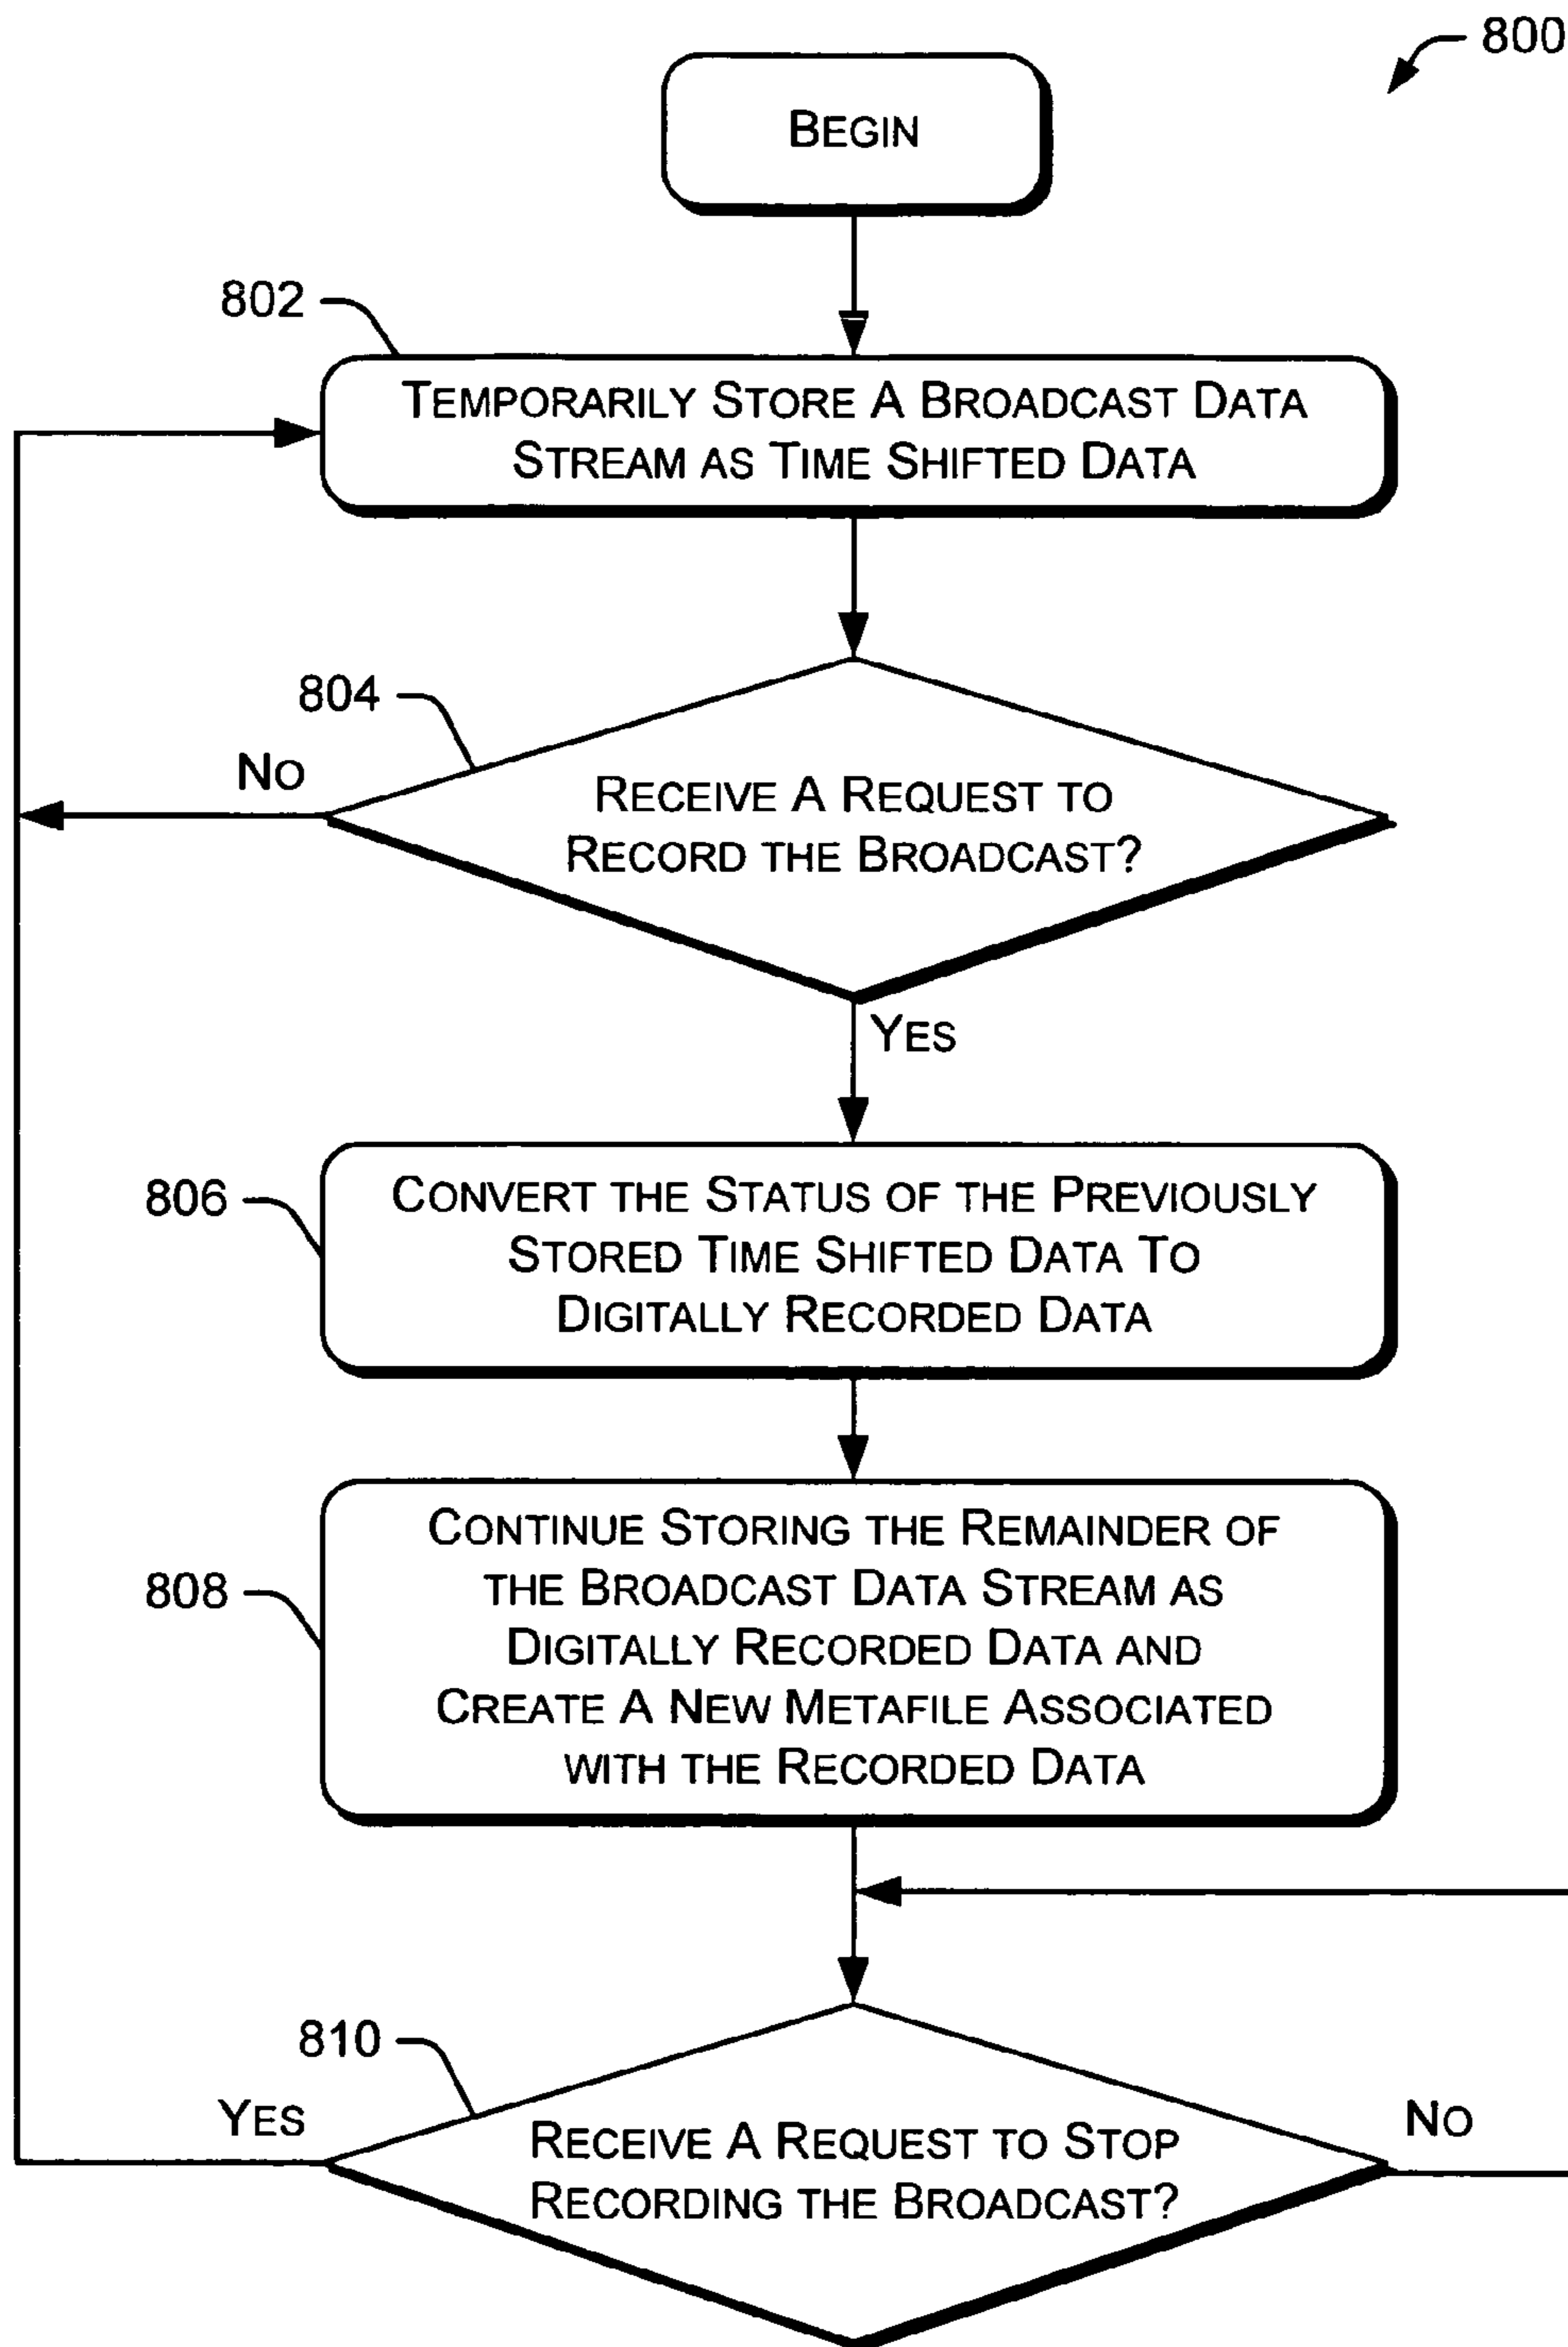 800
BEGIN
802
TEMPORARILY STORE A BROADCAST DATA
STREAM AS TIME SHIFTED DATA
804
NO
RECEIVE A REQUEST TO
RECORD THE BROADCAST?
YES
806
CONVERT THE STATUS OF THE PREVIOUSLY
STORED TIME SHIFTED DATA TO
DIGITALLY RECORDED DATA
808
CONTINUE STORING THE REMAINDER OF
THE BROADCAST DATA STREAM AS
DIGITALLY RECORDED DATA AND
CREATE A NEW METAFILE ASSOCIATED
WITH THE RECORDED DATA
810
YES
NO
RECEIVE A REQUEST TO STOP
RECORDING THE BROADCAST?